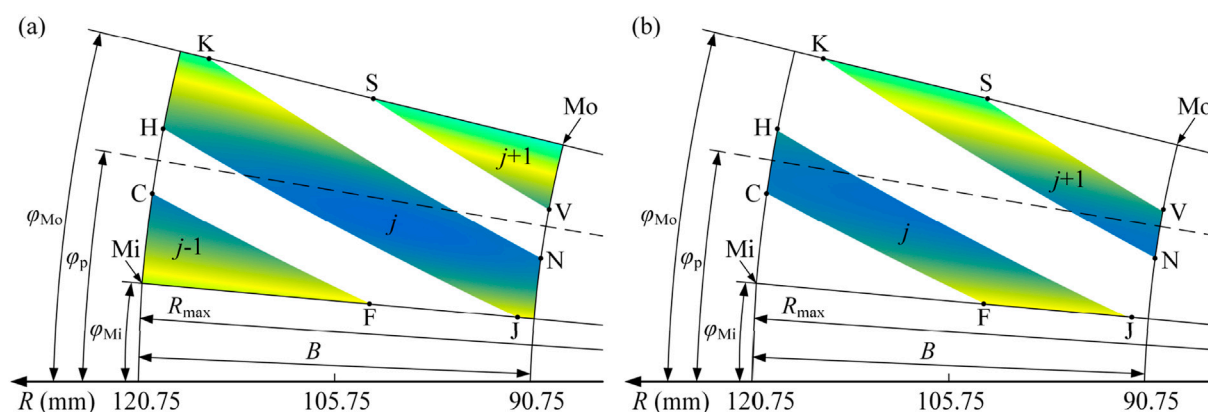 (a)
K
S
Mo
H
j+1
C
φMo
j
V
φp
j-1
Mi
N
φMi
Rmax
F
J
B
R (mm) 120.75 105.75 90.75
(b)
K
S
Mo
H
j+1
C
φMo
j
V
φp
Mi
N
φMi
Rmax
F
J
B
R (mm) 120.75 105.75 90.75